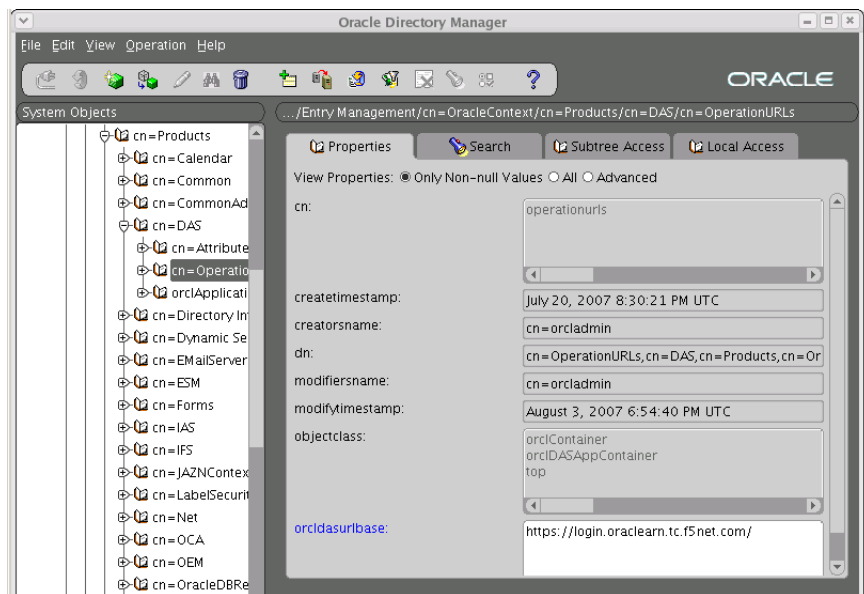 Oracle Directory Manager
File Edit View Operation Help
ORACLE
System Objects
.../Entry Management/cn=OracleContext/cn=Products/cn=DAS/cn=OperationURLs
cn=Products
cn=Calendar
cn=Common
cn=CommonAd
cn=DAS
cn=Attribute
cn=Operatio
orclApplicati
cn=Directory In
cn=Dynamic Se
cn=EMailServer
cn=ESM
cn=Forms
cn=IAS
cn=IFS
cn=JAZNContex
cn=LabelSecurit
cn=Net
cn=OCA
cn=OEM
cn=OracleDBRe
Properties Search Subtree Access Local Access
View Properties: Only Non-null Values All Advanced
cn: operationurls
createtimestamp: July 20, 2007 8:30:21 PM UTC
creatorsname: cn=orcladmin
dn: cn=OperationURLs,cn=DAS,cn=Products,cn=Or
modifiersname: cn=orcladmin
modifytimestamp: August 3, 2007 6:54:40 PM UTC
objectclass: orclContainer
orclDASAppContainer
top
orcldasurlbase: https://login.oraclearn.tc.f5net.com/